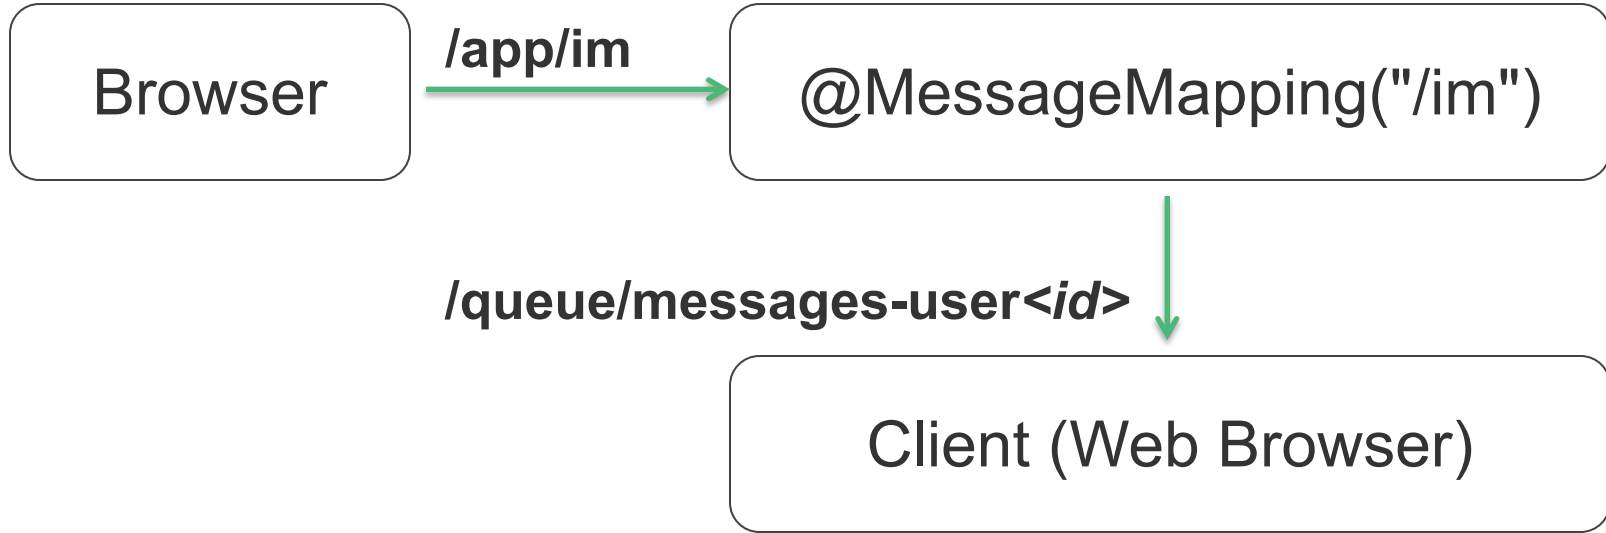 Browser
/app/im
@MessageMapping("/im")
/queue/messages-user<id>
Client (Web Browser)